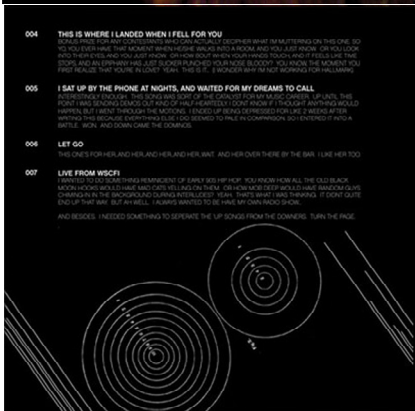 004 THIS IS WHERE I LANDED WHEN I FELL FOR YOU
BONUS PRIZE FOR ANY CONTESTANTS WHO CAN ACTUALLY DECIPHER WHAT I'M MUTTERING ON THIS ONE. SO
YO, YOU EVER HAVE THAT MOMENT WHEN HE/SHE WALKS INTO A ROOM, AND YOU JUST KNOW. OR YOU LOOK
INTO THEIR EYES, AND YOU JUST KNOW. OR HOW BOUT WHEN YOUR HANDS TOUCH, AND IT FEELS LIKE TIME
STOPS, AND AN EPIPHANY HAS JUST SUCKER PUNCHED YOUR NOSE BLOODY? YOU KNOW, THE MOMENT YOU
FIRST REALIZE THAT YOU'RE IN LOVE? YEAH. THIS IS IT. (I WONDER WHY I'M NOT WORKING FOR HALLMARK).
005 I SAT UP BY THE PHONE AT NIGHTS, AND WAITED FOR MY DREAMS TO CALL
INTERESTINGLY ENOUGH, THIS SONG WAS SORT OF THE CATALYST FOR MY MUSIC CAREER. UP UNTIL THIS
POINT I WAS SENDING DEMOS OUT KIND OF HALF-HEARTEDLY. I DON'T KNOW IF I THOUGHT ANYTHING WOULD
HAPPEN, BUT I WENT THROUGH THE MOTIONS. I ENDED UP BEING DEPRESSED FOR LIKE 2 WEEKS AFTER
WRITING THIS BECAUSE EVERYTHING ELSE I DID SEEMED TO PALE IN COMPARISON. SO I ENTERED IT INTO A
BATTLE. WON. AND DOWN CAME THE DOMINOS.
006 LET GO
THIS ONE'S FOR HER, AND HER, AND HER, AND HER, WAIT. AND HER OVER THERE BY THE BAR. I LIKE HER TOO.
007 LIVE FROM WSCFI
I WANTED TO DO SOMETHING REMINICIENT OF EARLY 90S HIP HOP. YOU KNOW HOW ALL THE OLD BLACK
MOON HOOKS WOULD HAVE MAD CATS YELLING ON THEM. OR HOW MOB DEEP WOULD HAVE RANDOM GUYS
CHIMING-IN IN THE BACKGROUND DURING INTERLUDES? YEAH, THAT'S WHAT I WAS THINKING. IT DIDN'T QUITE
END UP THAT WAY. BUT AH WELL. I ALWAYS WANTED TO BE HAVE MY OWN RADIO SHOW.
AND BESIDES. I NEEDED SOMETHING TO SEPERATE THE 'UP' SONGS FROM THE DOWNERS. TURN THE PAGE.